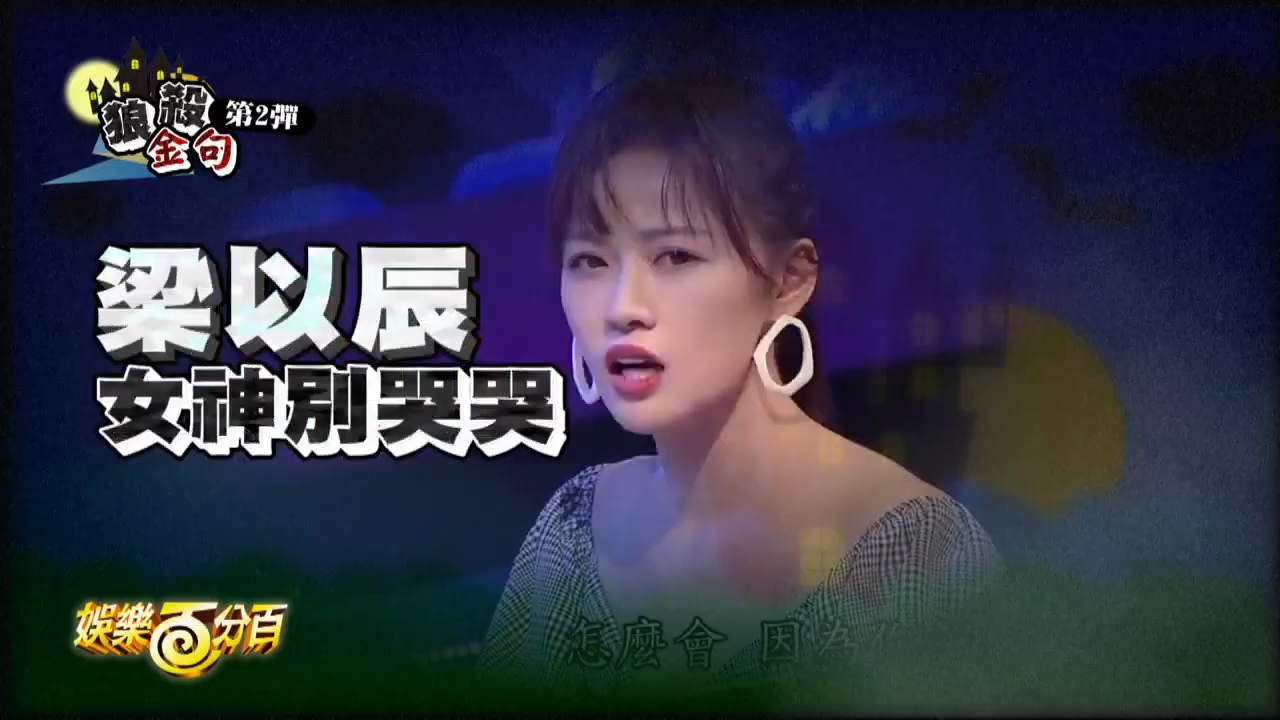 狼殺
金句
第2彈
梁以辰
女神別哭哭
怎麼會 因為
娛樂百分百